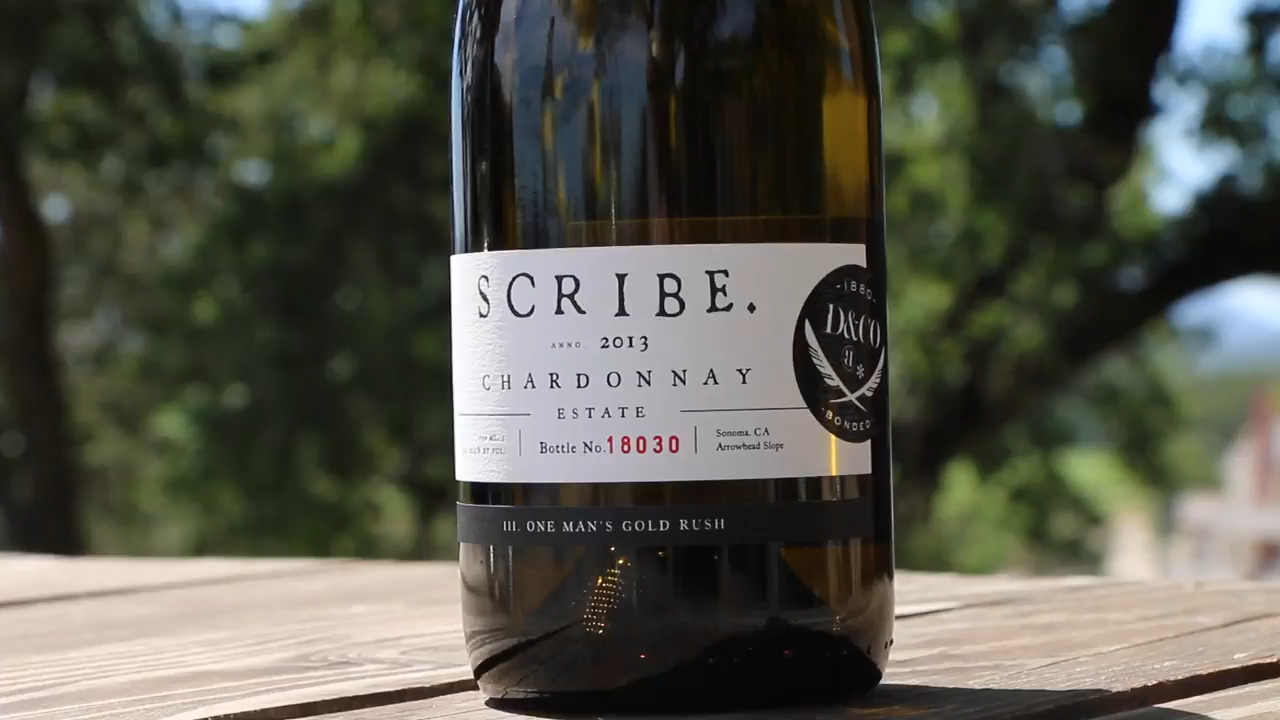 SCRIBE.
ANNO. 2013
CHARDONNAY
ESTATE
Bottle No. 18030
Sonoma, CA
Arrowhead Slope
-1880-
D&CO
-BONDED-
III. ONE MAN'S GOLD RUSH